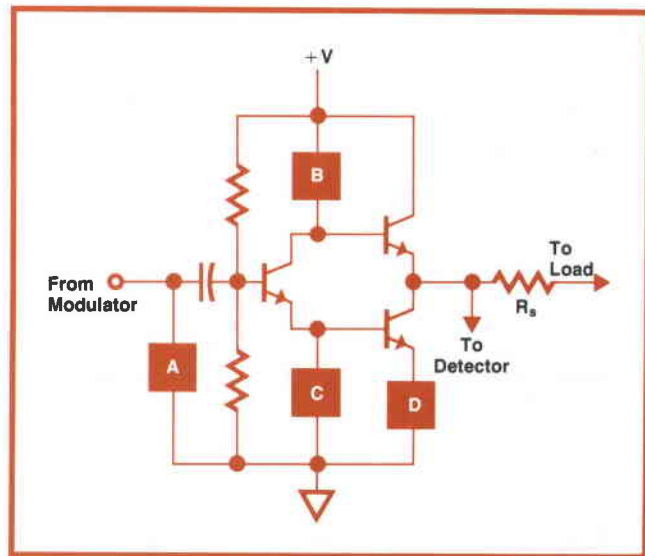 +V
B
From
Modulator
To
Load
Rs
A
To
Detector
C
D